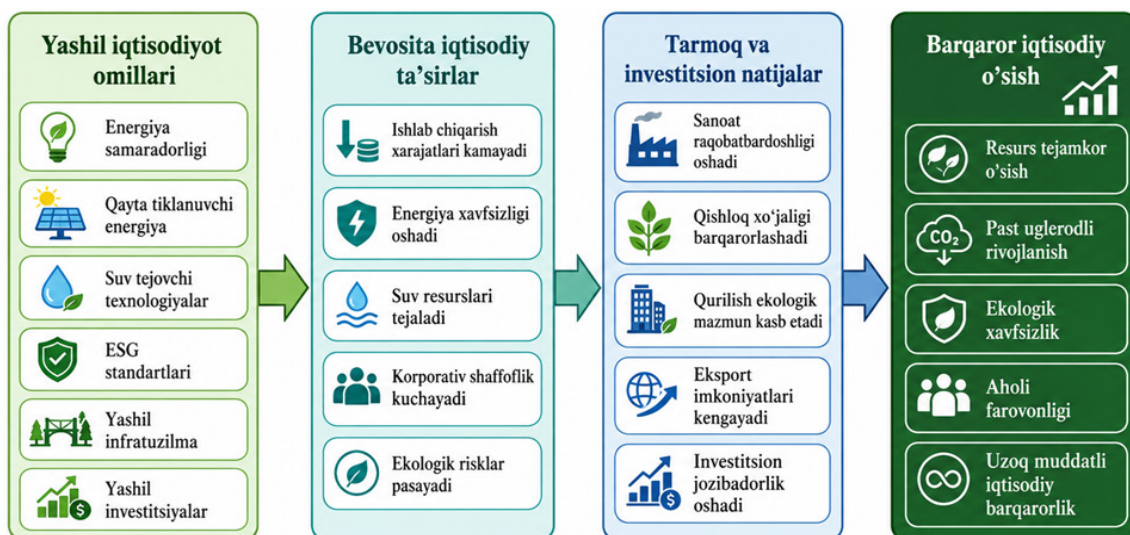 Yashil iqtisodiyot
omillari
Energiya
samaradorligi
Qayta tiklanuvchi
energiya
Suv tejovchi
texnologiyalar
ESG
standartlari
Yashil
infratuzilma
Yashil
investitsiyalar
Bevosita iqtisodiy
ta’sirlar
Ishlab chiqarish
xarajatlari kamayadi
Energiya xavfsizligi
oshadi
Suv resurslari
tejaladi
Korporativ shaffoflik
kuchayadi
Ekologik risklar
pasayadi
Tarmoq va
investitsion natijalar
Sanoat
raqobatbardoshligi
oshadi
Qishloq xo‘jaligi
barqarorlashadi
Qurilish ekologik
mazmun kasb etadi
Eksport
imkoniyatlari
kengayadi
Investitsion
jozibadorlik
oshadi
Barqaror iqtisodiy
o’sish
Resurs tejamkor
o’sish
CO₂
Past uglerodli
rivojlanish
Ekologik
xavfsizlik
Aholi
farovonligi
Uzoq muddatli
iqtisodiy
barqarorlik